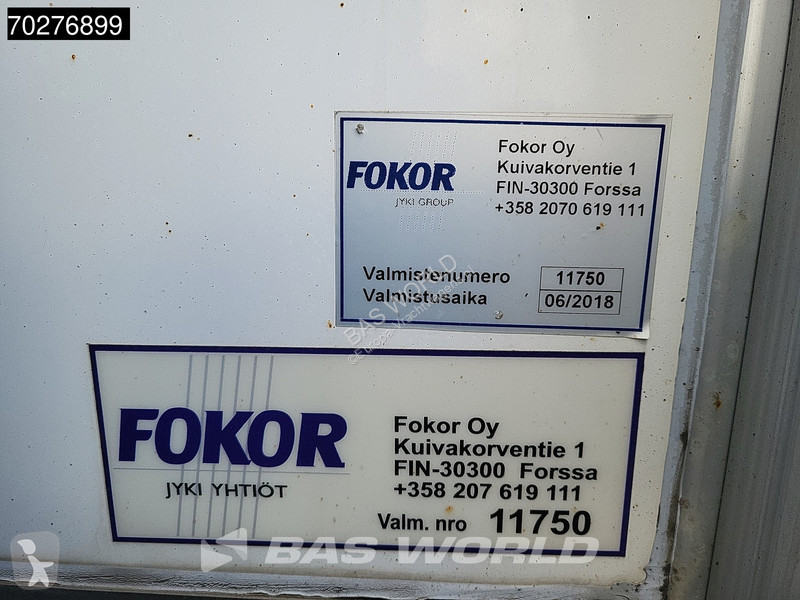 70276899
Fokor Oy
Kuivakorventie 1
FIN-30300 Forssa
+358 2070 619 111
FOKOR
JYKI GROUP
Valmistenumero 11750
Valmistusaika 06/2018
BAS WORLD
FOKOR
JYKI YHTIÖT
Fokor Oy
Kuivakorventie 1
FIN-30300 Forssa
+358 207 619 111
Valm. nro 11750
BAS WORLD